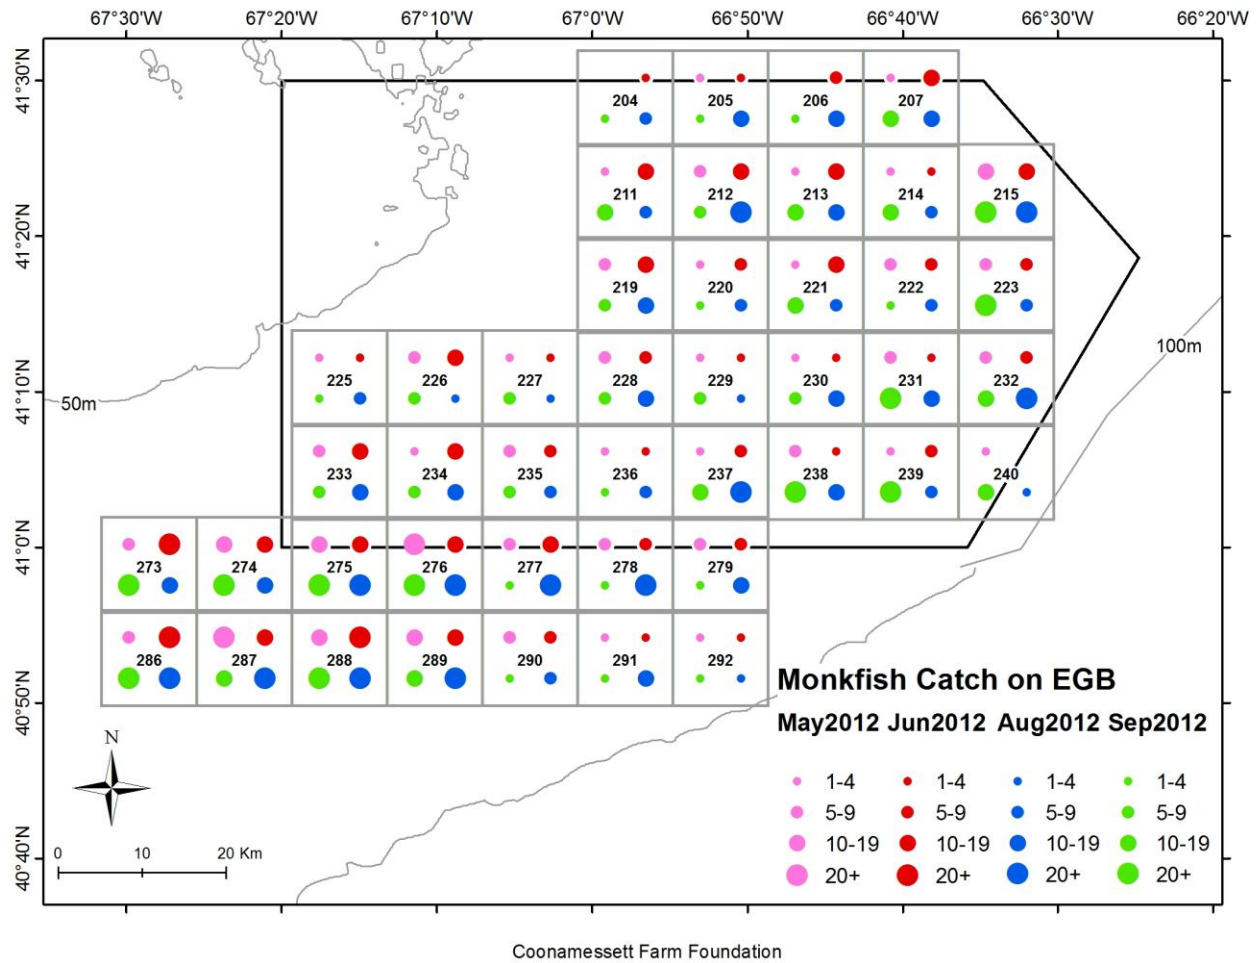 67°30'W 67°20'W 67°10'W 67°0'W 66°50'W 66°40'W 66°30'W 66°20'W
41°30'N
204 205 206 207
211 212 213 214 215
41°20'N
219 220 221 222 223
100m
225 226 227 228 229 230 231 232
41°10'N
50m
233 234 235 236 237 238 239 240
41°0'N
273 274 275 276 277 278 279
286 287 288 289 290 291 292
40°50'N
Monkfish Catch on EGB
May2012 Jun2012 Aug2012 Sep2012
N
1-4 1-4 1-4 1-4
5-9 5-9 5-9 5-9
10-19 10-19 10-19 10-19
20+ 20+ 20+ 20+
40°40'N
0 10 20 Km
Coonamessett Farm Foundation